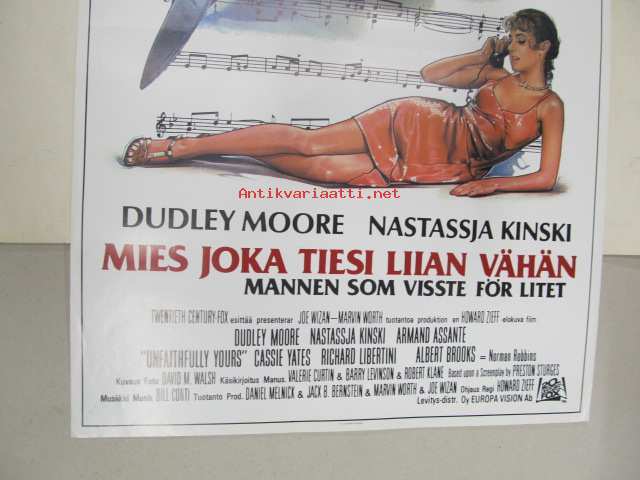 Antikvariaatti.net
DUDLEY MOORE NASTASSJA KINSKI
MIES JOKA TIESI LIIAN VÄHÄN
MANNEN SOM VISSTE FÖR LITET
TWENTIETH CENTURY-FOX esittää presenterar JOE WIZAN–MARVIN WORTH tuotantoa produktion en HOWARD ZIEFF elokuva film
DUDLEY MOORE NASTASSJA KINSKI ARMAND ASSANTE
"UNFAITHFULLY YOURS" CASSIE YATES RICHARD LIBERTINI ALBERT BROOKS = Norman Robbins
Kuvaus Foto DAVID M. WALSH Käsikirjoitus Manus. VALERIE CURTIN & BARRY LEVINSON & ROBERT KLANE Based upon a Screenplay by PRESTON STURGES
Musiikki Musik BILL CONTI Tuotanto Prod. DANIEL MELNICK & JACK B. BERNSTEIN & MARVIN WORTH & JOE WIZAN Ohjaus Regi HOWARD ZIEFF
Levitys-distr. Oy EUROPA VISION Ab